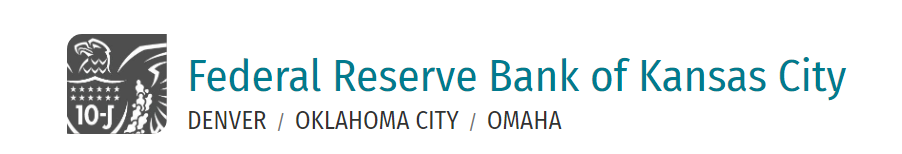 Federal Reserve Bank of Kansas City
10-J
DENVER / OKLAHOMA CITY / OMAHA